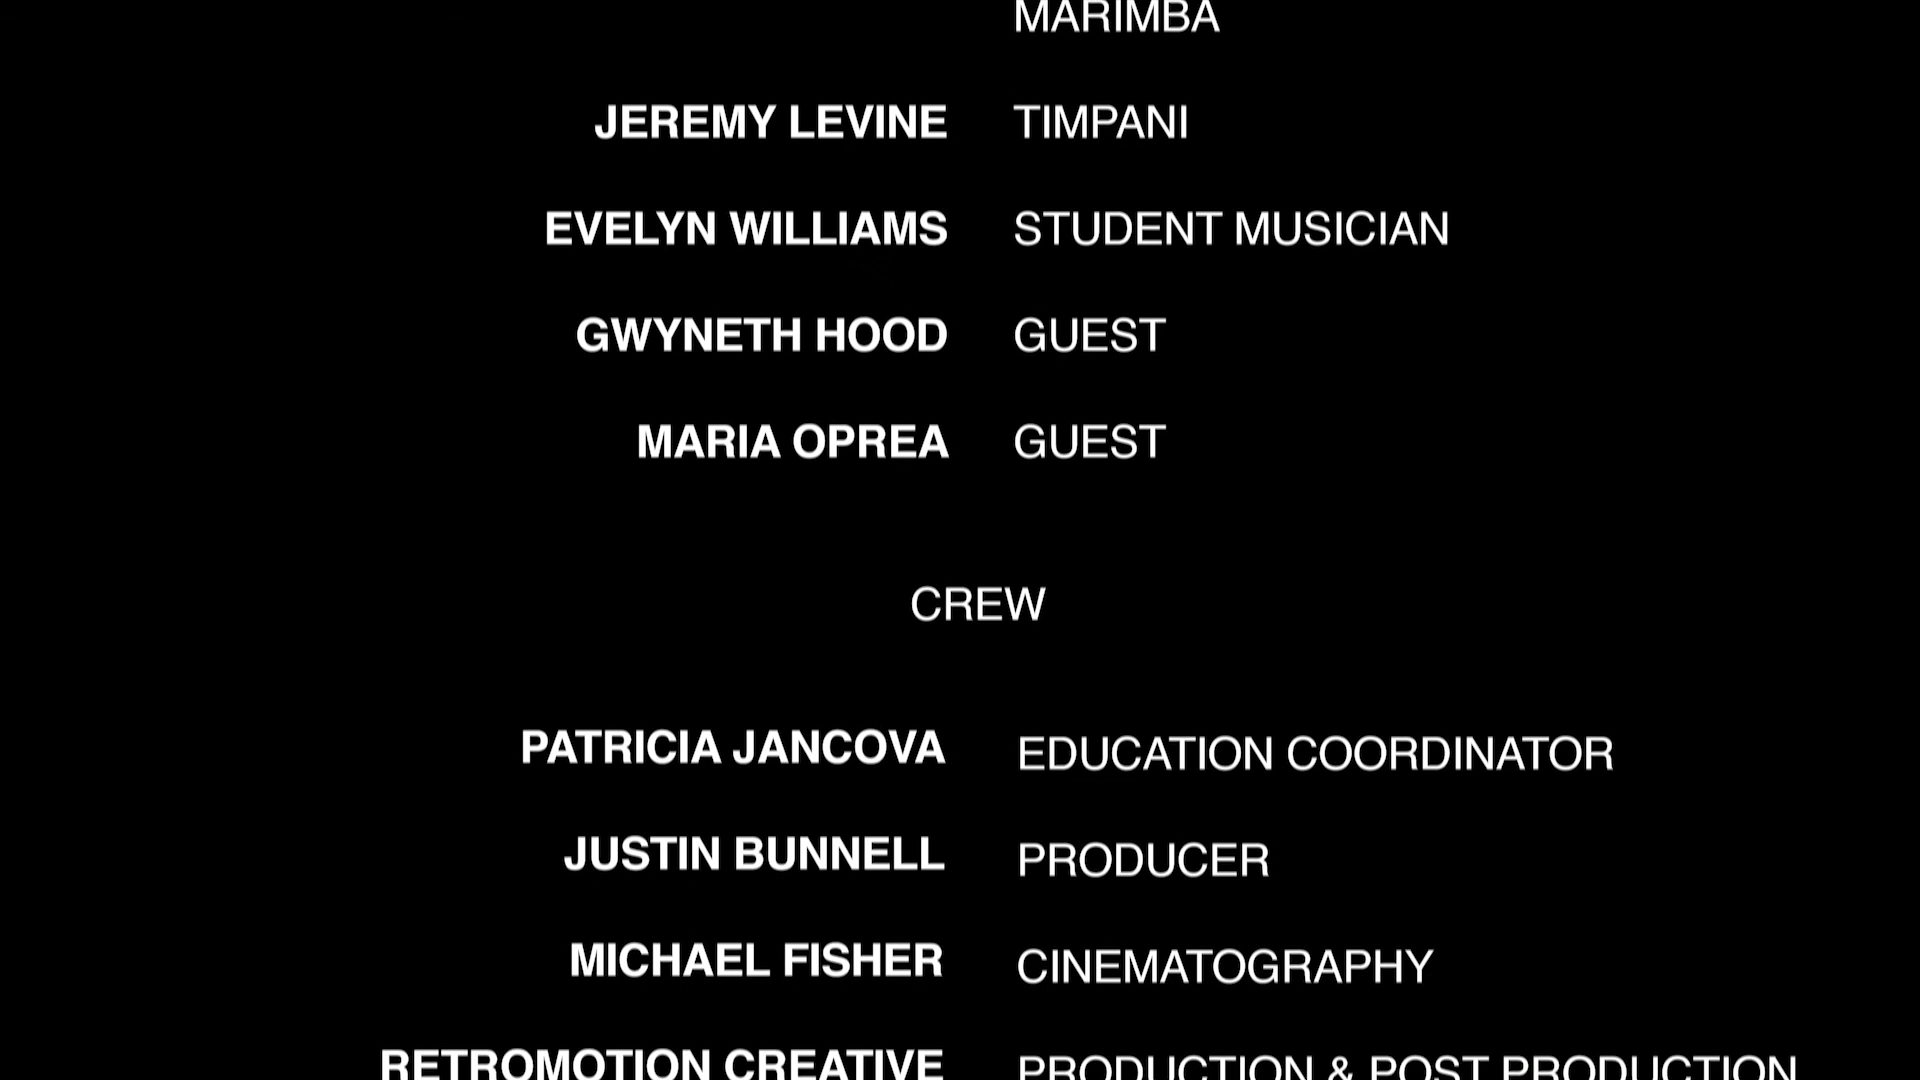 MARIMBA
JEREMY LEVINE TIMPANI
EVELYN WILLIAMS STUDENT MUSICIAN
GWYNETH HOOD GUEST
MARIA OPREA GUEST
CREW
PATRICIA JANCOVA EDUCATION COORDINATOR
JUSTIN BUNNELL PRODUCER
MICHAEL FISHER CINEMATOGRAPHY
RETROMOTION CREATIVE PRODUCTION & POST PRODUCTION